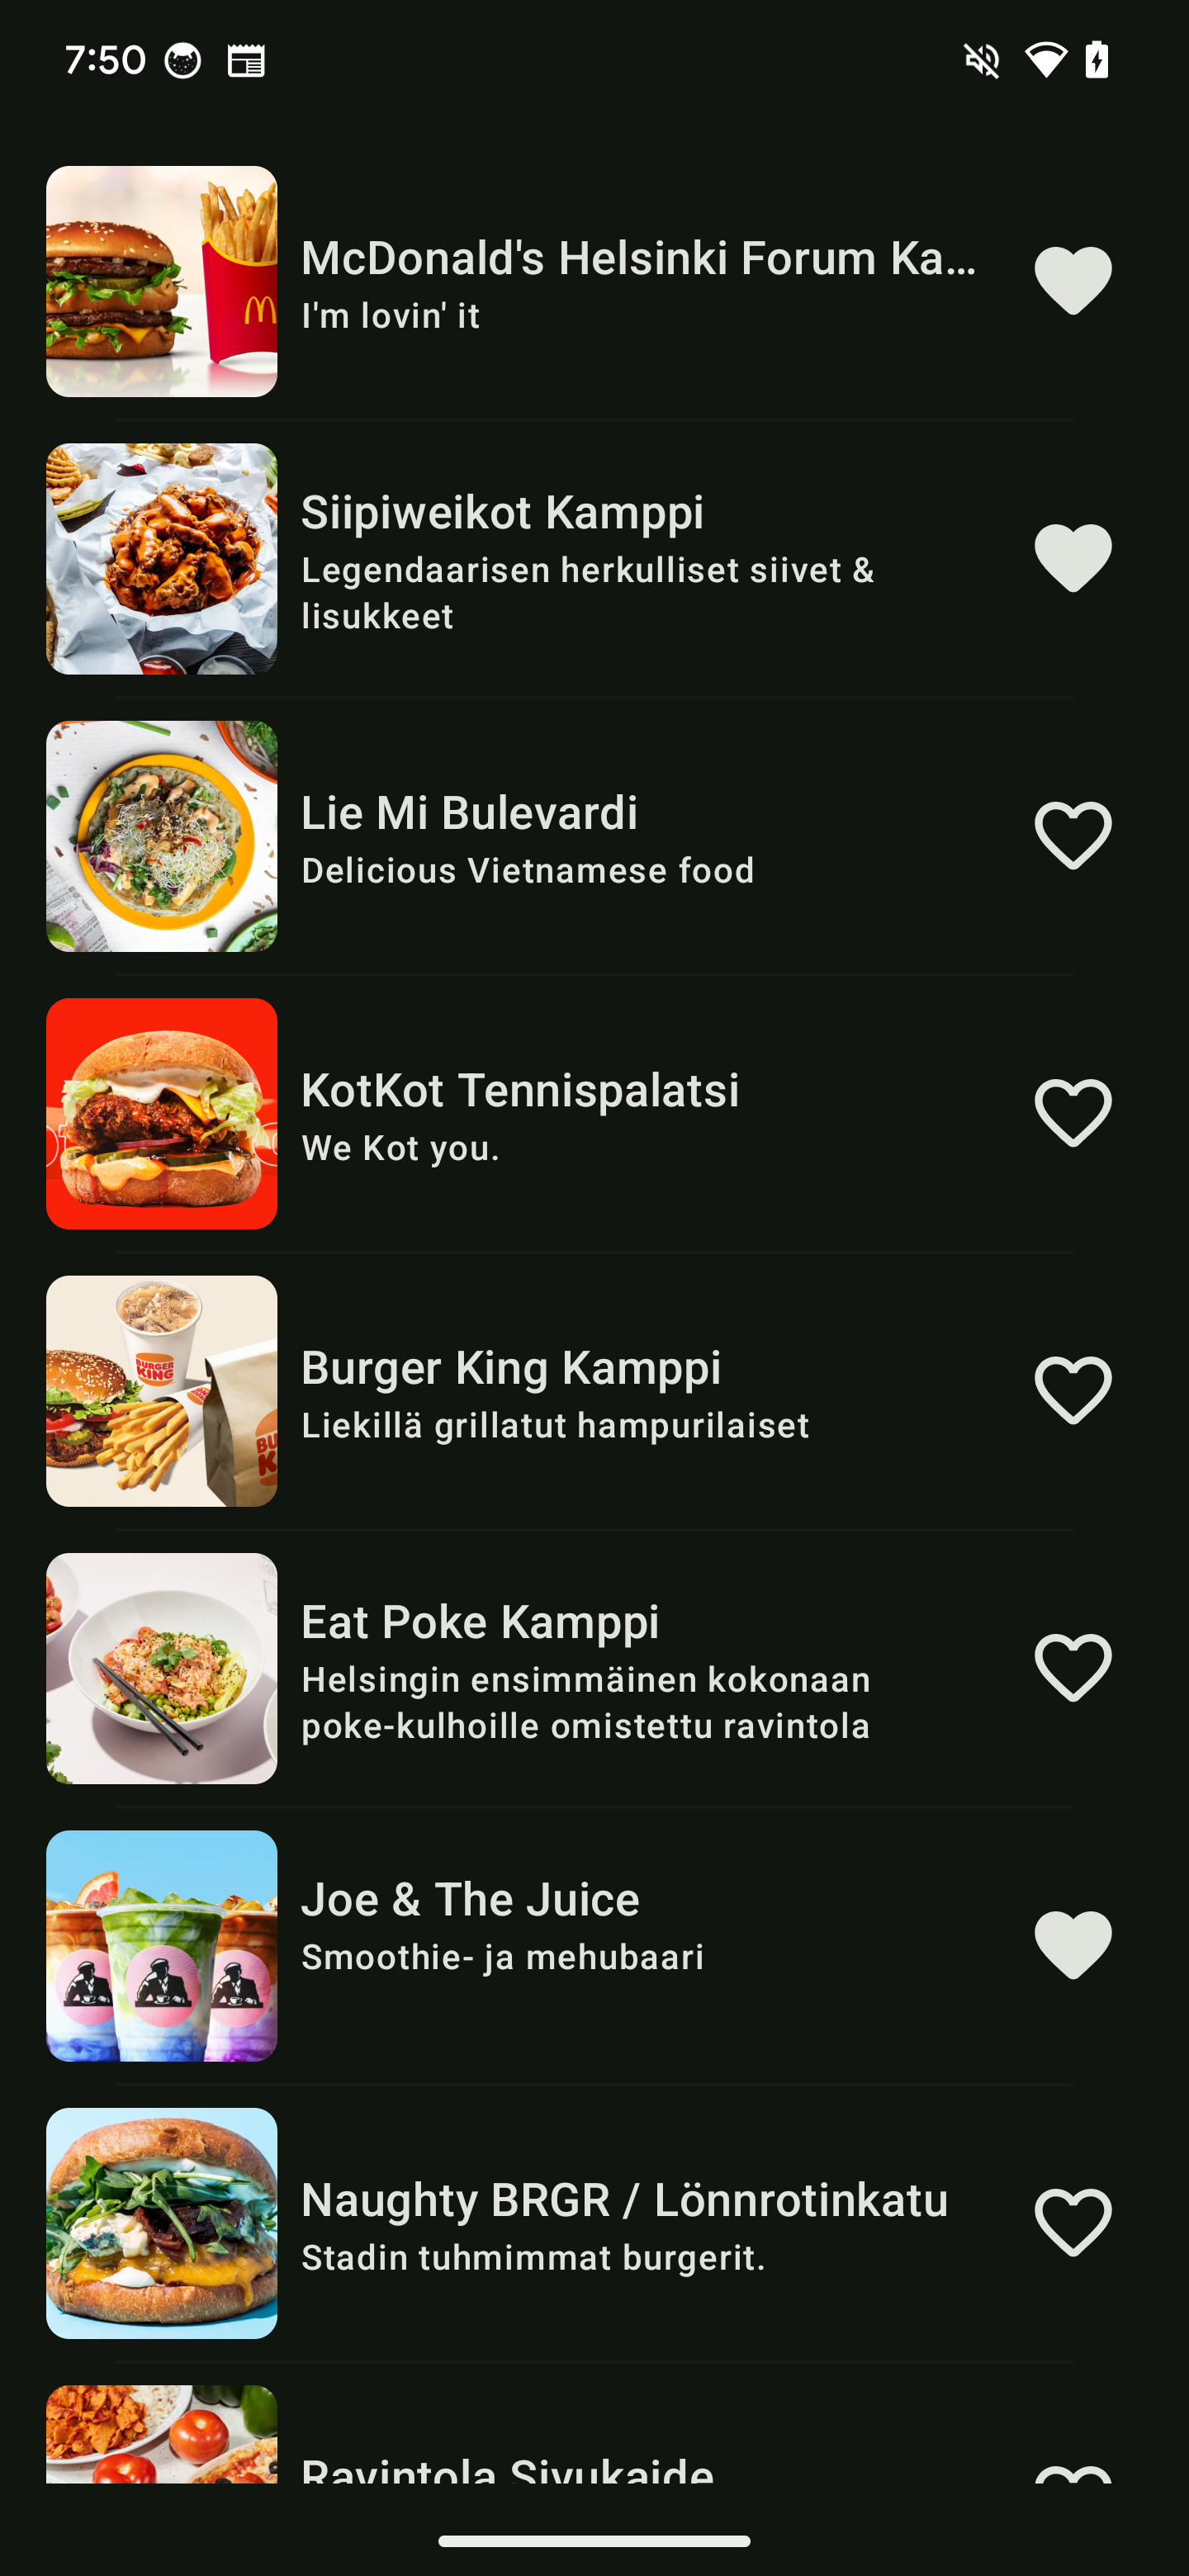 7:50
McDonald's Helsinki Forum Ka...
I'm lovin' it
Siipiweikot Kamppi
Legendaarisen herkulliset siivet &
lisukkeet
Lie Mi Bulevardi
Delicious Vietnamese food
KotKot Tennispalatsi
We Kot you.
BURGER
KING
Burger King Kamppi
Liekillä grillatut hampurilaiset
Eat Poke Kamppi
Helsingin ensimmäinen kokonaan
poke-kulhoille omistettu ravintola
Joe & The Juice
Smoothie- ja mehubaari
Naughty BRGR / Lönnrotinkatu
Stadin tuhmimmat burgerit.
Ravintola Sivukaide